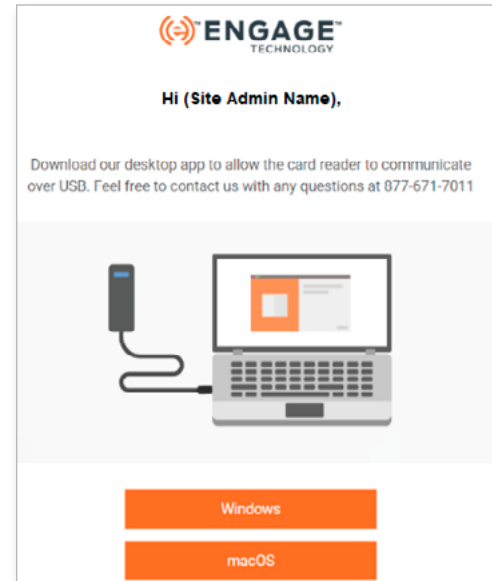 ENGAGE™
TECHNOLOGY
Hi (Site Admin Name),
Download our desktop app to allow the card reader to communicate
over USB. Feel free to contact us with any questions at 877-671-7011
Windows
macOS